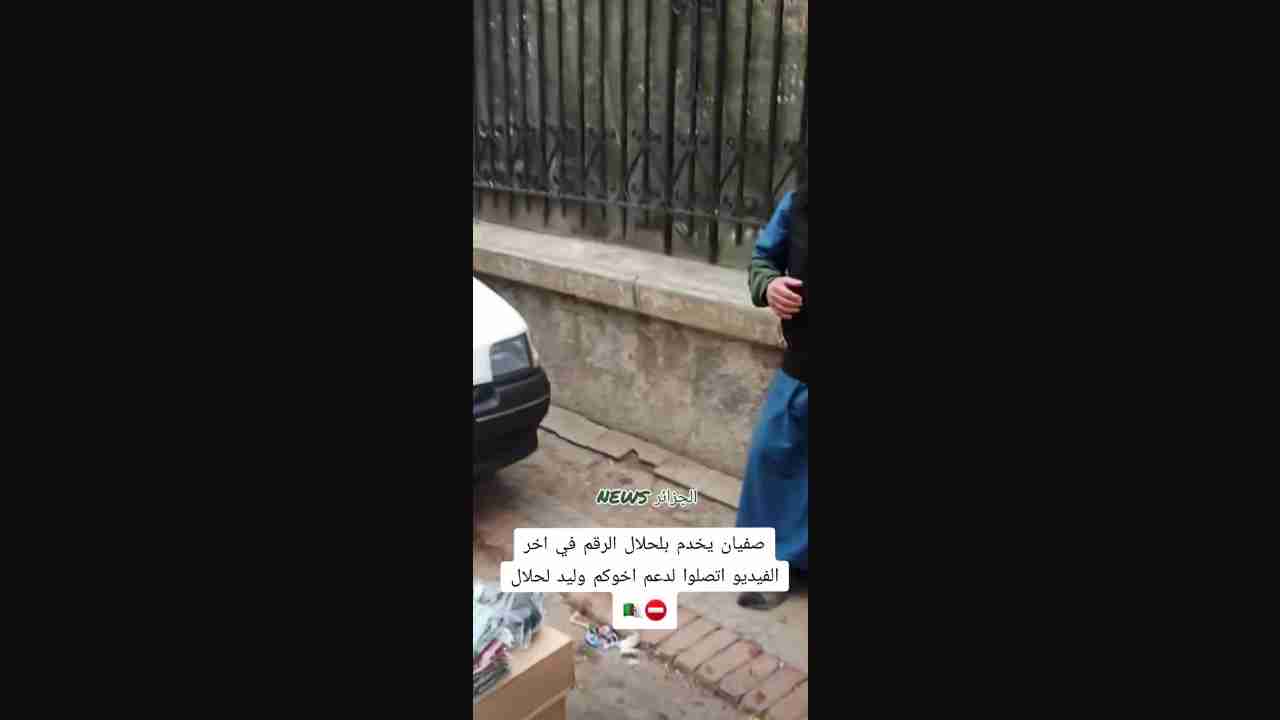 الجزائر NEWS
صفيان يخدم بلحلال الرقم في اخر
الفيديو اتصلوا لدعم اخوكم وليد لحلال
🇩🇿⛔